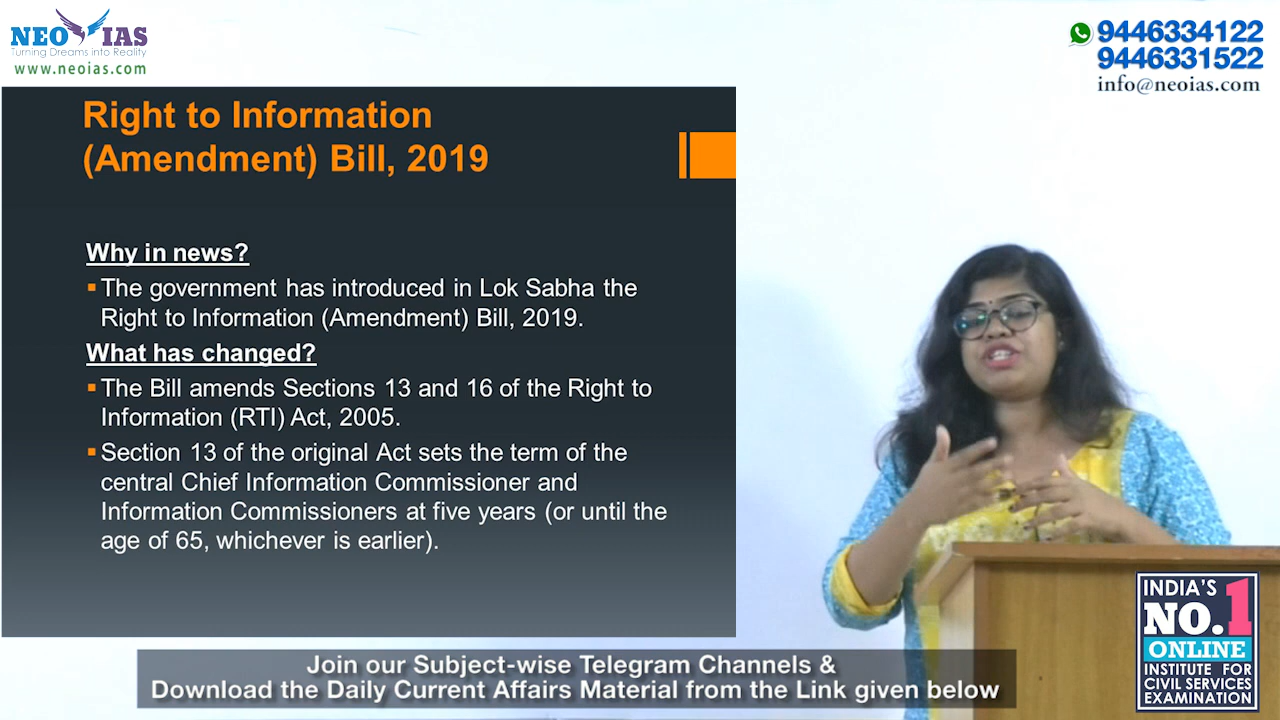 NEO IAS
Turning Dreams into Reality
www.neoias.com
9446334122
9446331522
info@neoias.com
Right to Information
(Amendment) Bill, 2019
Why in news?
The government has introduced in Lok Sabha the
Right to Information (Amendment) Bill, 2019.
What has changed?
The Bill amends Sections 13 and 16 of the Right to
Information (RTI) Act, 2005.
Section 13 of the original Act sets the term of the
central Chief Information Commissioner and
Information Commissioners at five years (or until the
age of 65, whichever is earlier).
INDIA'S
NO.1
ONLINE
INSTITUTE FOR
CIVIL SERVICES
EXAMINATION
Join our Subject-wise Telegram Channels &
Download the Daily Current Affairs Material from the Link given below